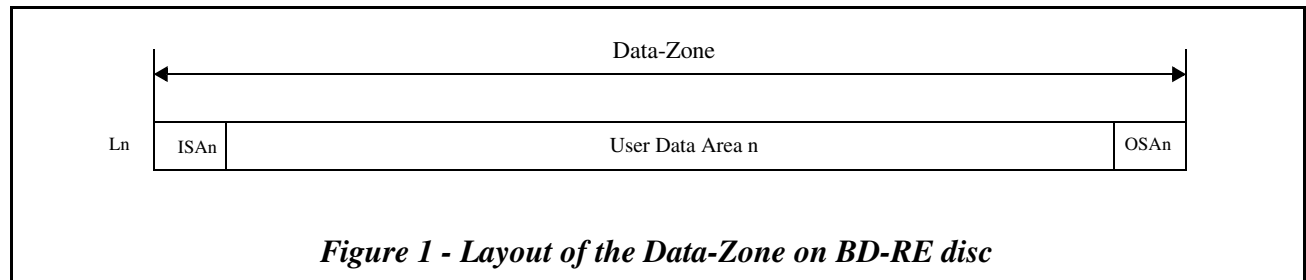 Data-Zone
Ln ISAn User Data Area n OSAn
Figure 1 - Layout of the Data-Zone on BD-RE disc